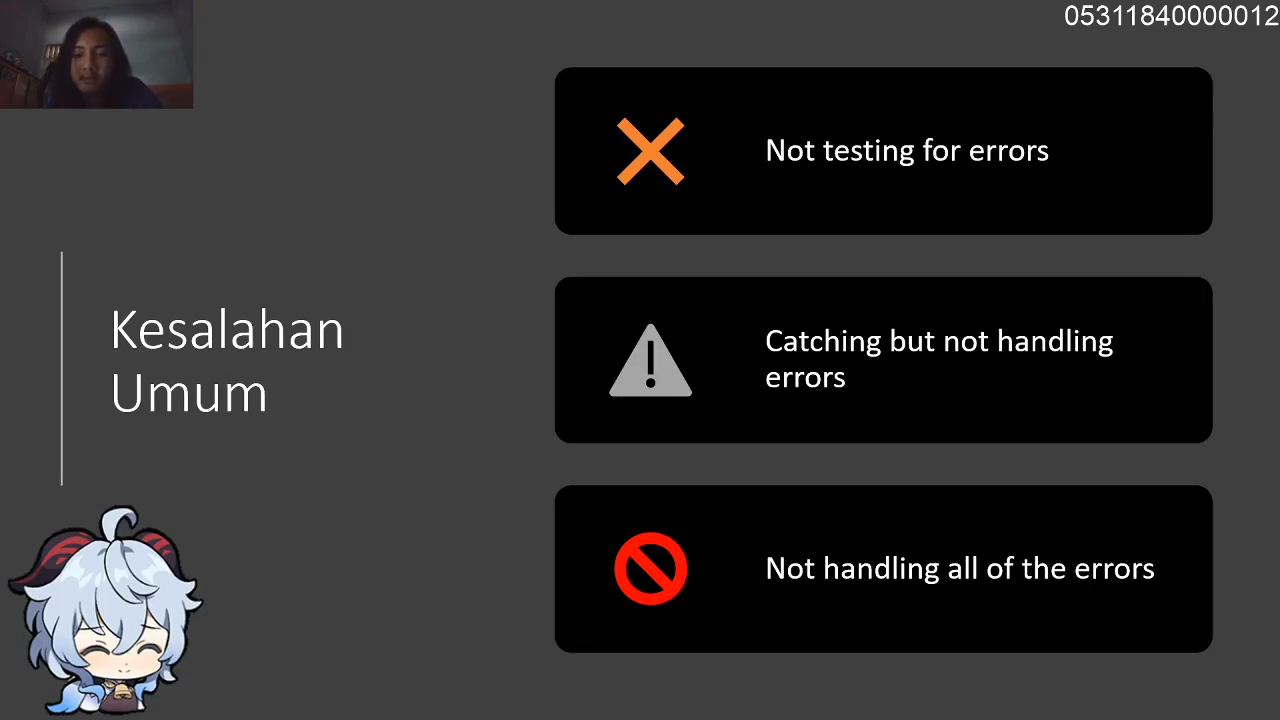 05311840000012
Not testing for errors
Kesalahan
Umum
Catching but not handling
errors
Not handling all of the errors